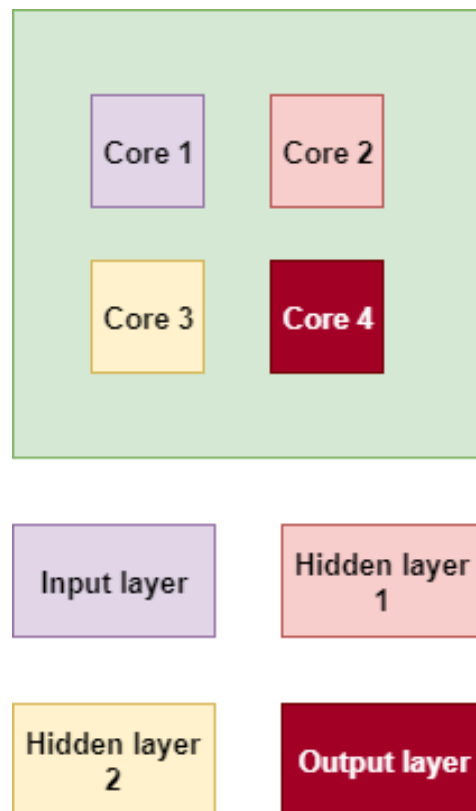 Core 1
Core 2
Core 3
Core 4
Input layer
Hidden layer
1
Hidden layer
2
Output layer